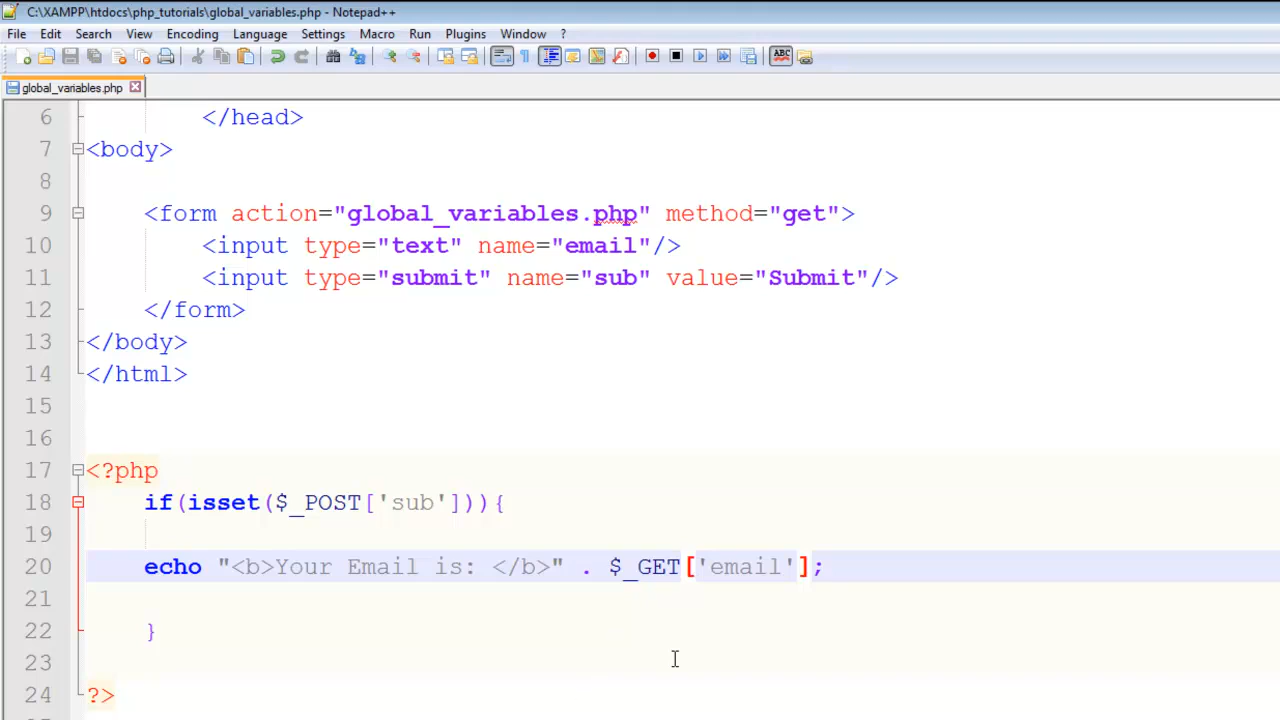 C:\XAMPP\htdocs\php_tutorials\global_variables.php - Notepad++
File Edit Search View Encoding Language Settings Macro Run Plugins Window ?
ABC
global_variables.php
6 </head>
7 <body>
8
9 <form action="global_variables.php" method="get">
10 <input type="text" name="email"/>
11 <input type="submit" name="sub" value="Submit"/>
12 </form>
13 </body>
14 </html>
15
16
17 <?php
18 if(isset($_POST['sub'])){
19
20 echo "<b>Your Email is: </b>" . $_GET['email'];
21
22 }
23
24 ?>